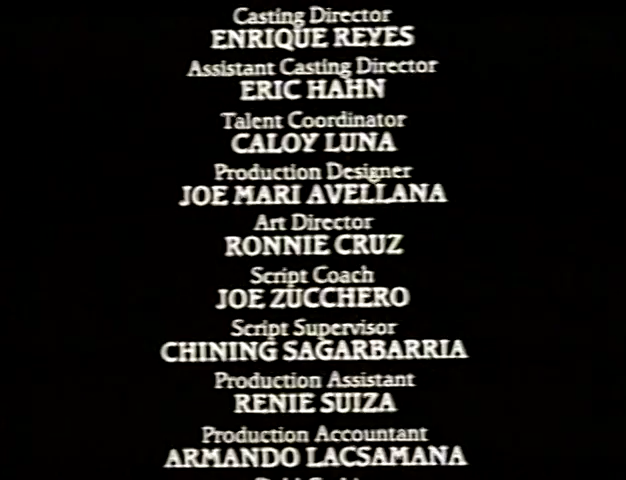 Casting Director
ENRIQUE REYES
Assistant Casting Director
ERIC HAHN
Talent Coordinator
CALOY LUNA
Production Designer
JOE MARI AVELLANA
Art Director
RONNIE CRUZ
Script Coach
JOE ZUCCHERO
Script Supervisor
CHINING SAGARBARRIA
Production Assistant
RENIE SUIZA
Production Accountant
ARMANDO LACSAMANA